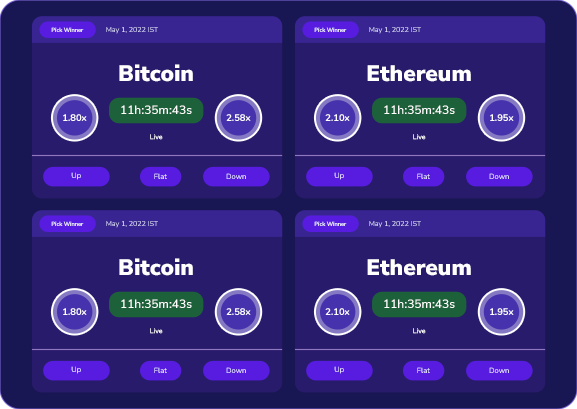 Pick Winner May 1, 2022 IST
Bitcoin
1.80x 11h:35m:43s 2.58x
Live
Up Flat Down
Pick Winner May 1, 2022 IST
Ethereum
2.10x 11h:35m:43s 1.95x
Live
Up Flat Down
Pick Winner May 1, 2022 IST
Bitcoin
1.80x 11h:35m:43s 2.58x
Live
Up Flat Down
Pick Winner May 1, 2022 IST
Ethereum
2.10x 11h:35m:43s 1.95x
Live
Up Flat Down